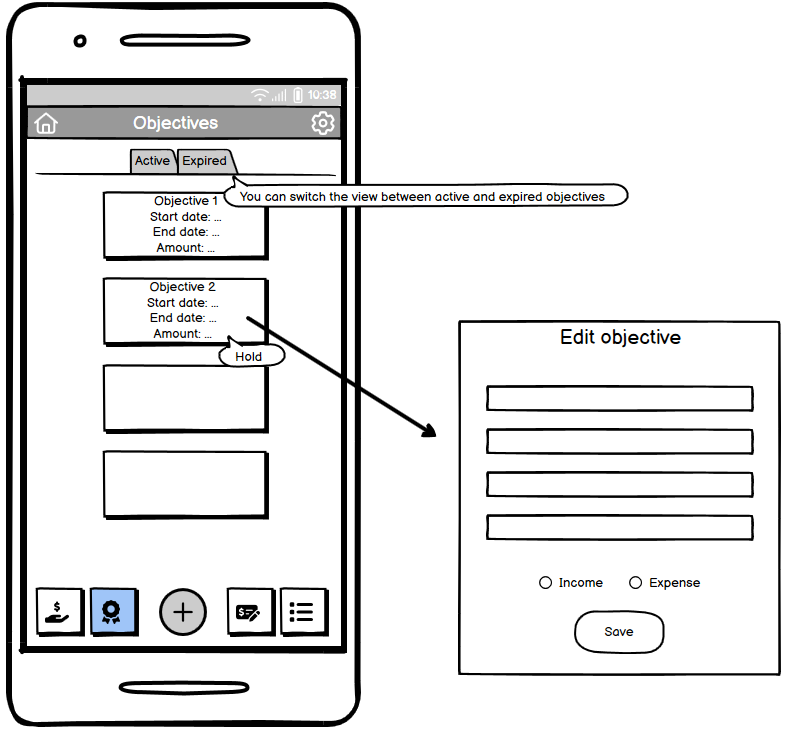 10:38
Objectives
Active
Expired
You can switch the view between active and expired objectives
Objective 1
Start date: ...
End date: ...
Amount: ...
Objective 2
Start date: ...
End date: ...
Amount: ...
Hold
$
$
Edit objective
Income
Expense
Save